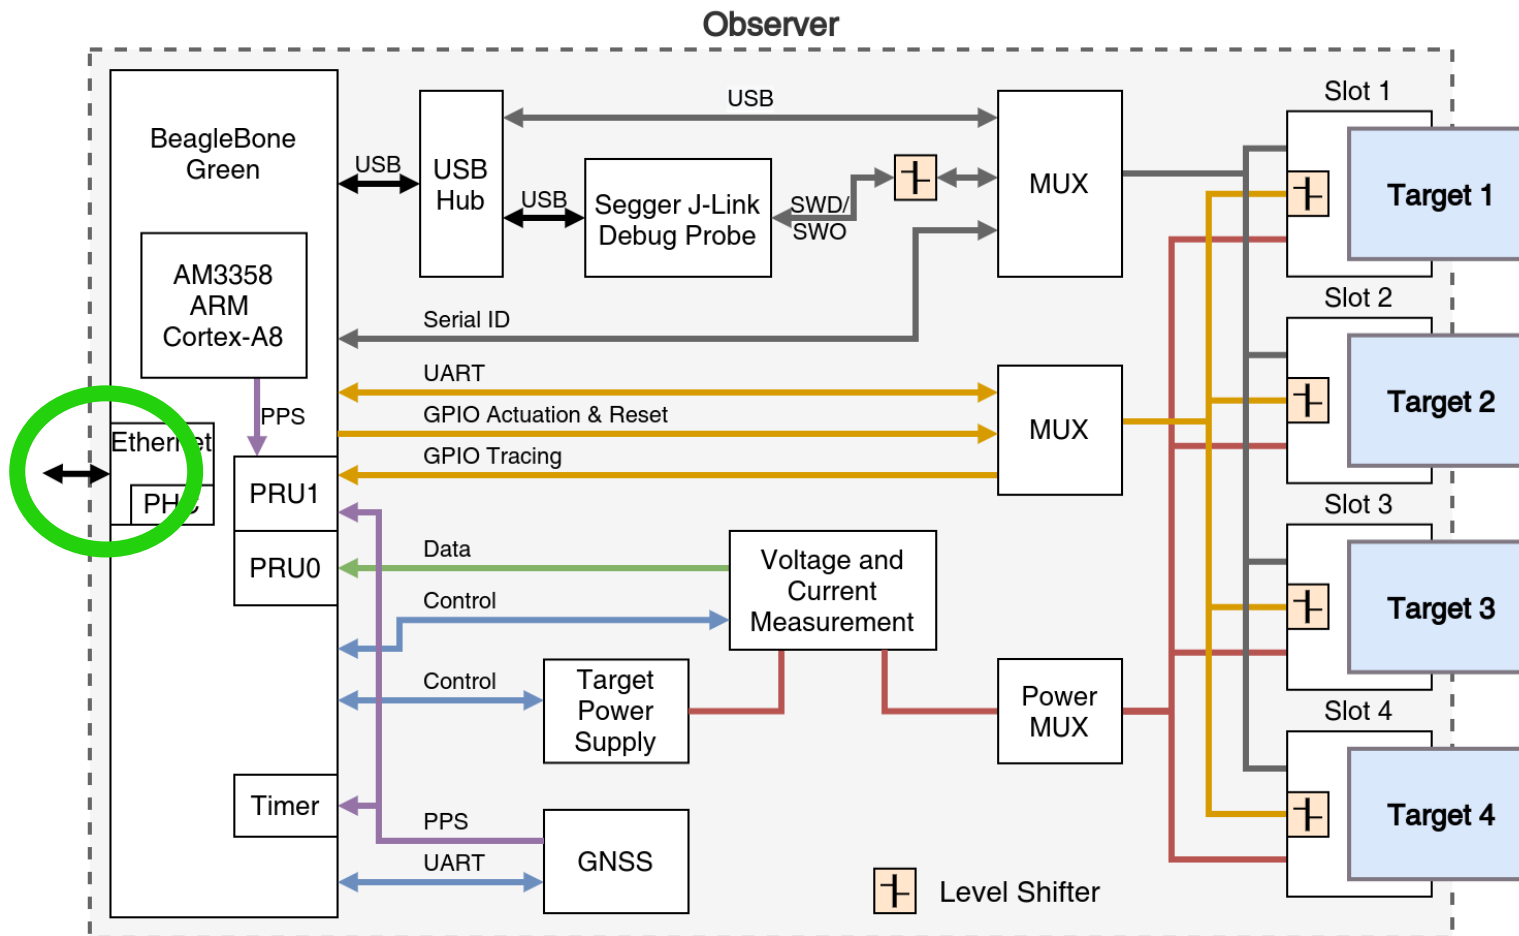 Observer
BeagleBone
Green
AM3358
ARM
Cortex-A8
PPS
Ethernet
PHC
PRU1
PRU0
Timer
USB
USB
Hub
USB
USB
Segger J-Link
Debug Probe
SWD/
SWO
MUX
Serial ID
UART
GPIO Actuation & Reset
GPIO Tracing
MUX
Data
Control
Voltage and
Current
Measurement
Control
Target
Power
Supply
Power
MUX
PPS
UART
GNSS
Level Shifter
Slot 1
Target 1
Slot 2
Target 2
Slot 3
Target 3
Slot 4
Target 4